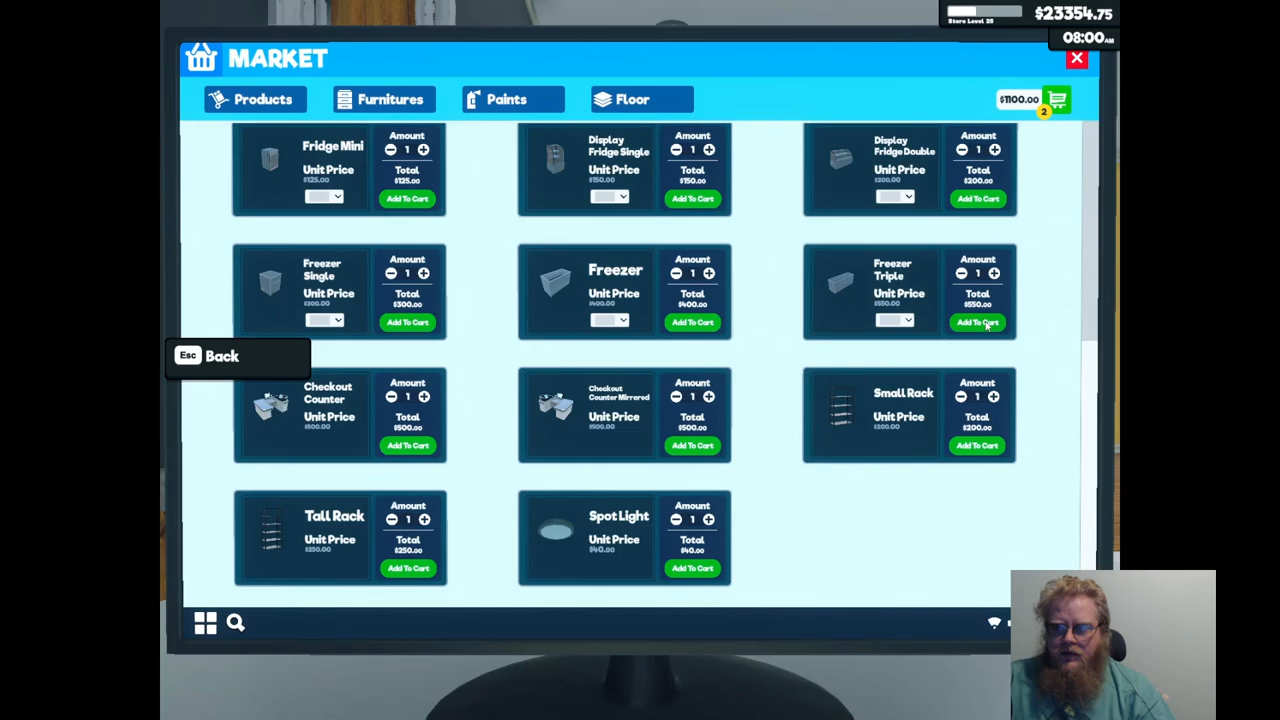 $23354.75
Store Level 25
08:00AM
MARKET
Products
Furnitures
Paints
Floor
$1100.00
2
Fridge Mini
Unit Price
$125.00
Amount
1
Total
$125.00
Add To Cart
Display
Fridge Single
Unit Price
$150.00
Amount
1
Total
$150.00
Add To Cart
Display
Fridge Double
Unit Price
$200.00
Amount
1
Total
$200.00
Add To Cart
Freezer
Single
Unit Price
$300.00
Amount
1
Total
$300.00
Add To Cart
Freezer
Unit Price
$400.00
Amount
1
Total
$400.00
Add To Cart
Freezer
Triple
Unit Price
$550.00
Amount
1
Total
$550.00
Add To Cart
Esc Back
Checkout
Counter
Unit Price
$500.00
Amount
1
Total
$500.00
Add To Cart
Checkout
Counter Mirrored
Unit Price
$500.00
Amount
1
Total
$500.00
Add To Cart
Small Rack
Unit Price
$200.00
Amount
1
Total
$200.00
Add To Cart
Tall Rack
Unit Price
$250.00
Amount
1
Total
$250.00
Add To Cart
Spot Light
Unit Price
$40.00
Amount
1
Total
$40.00
Add To Cart